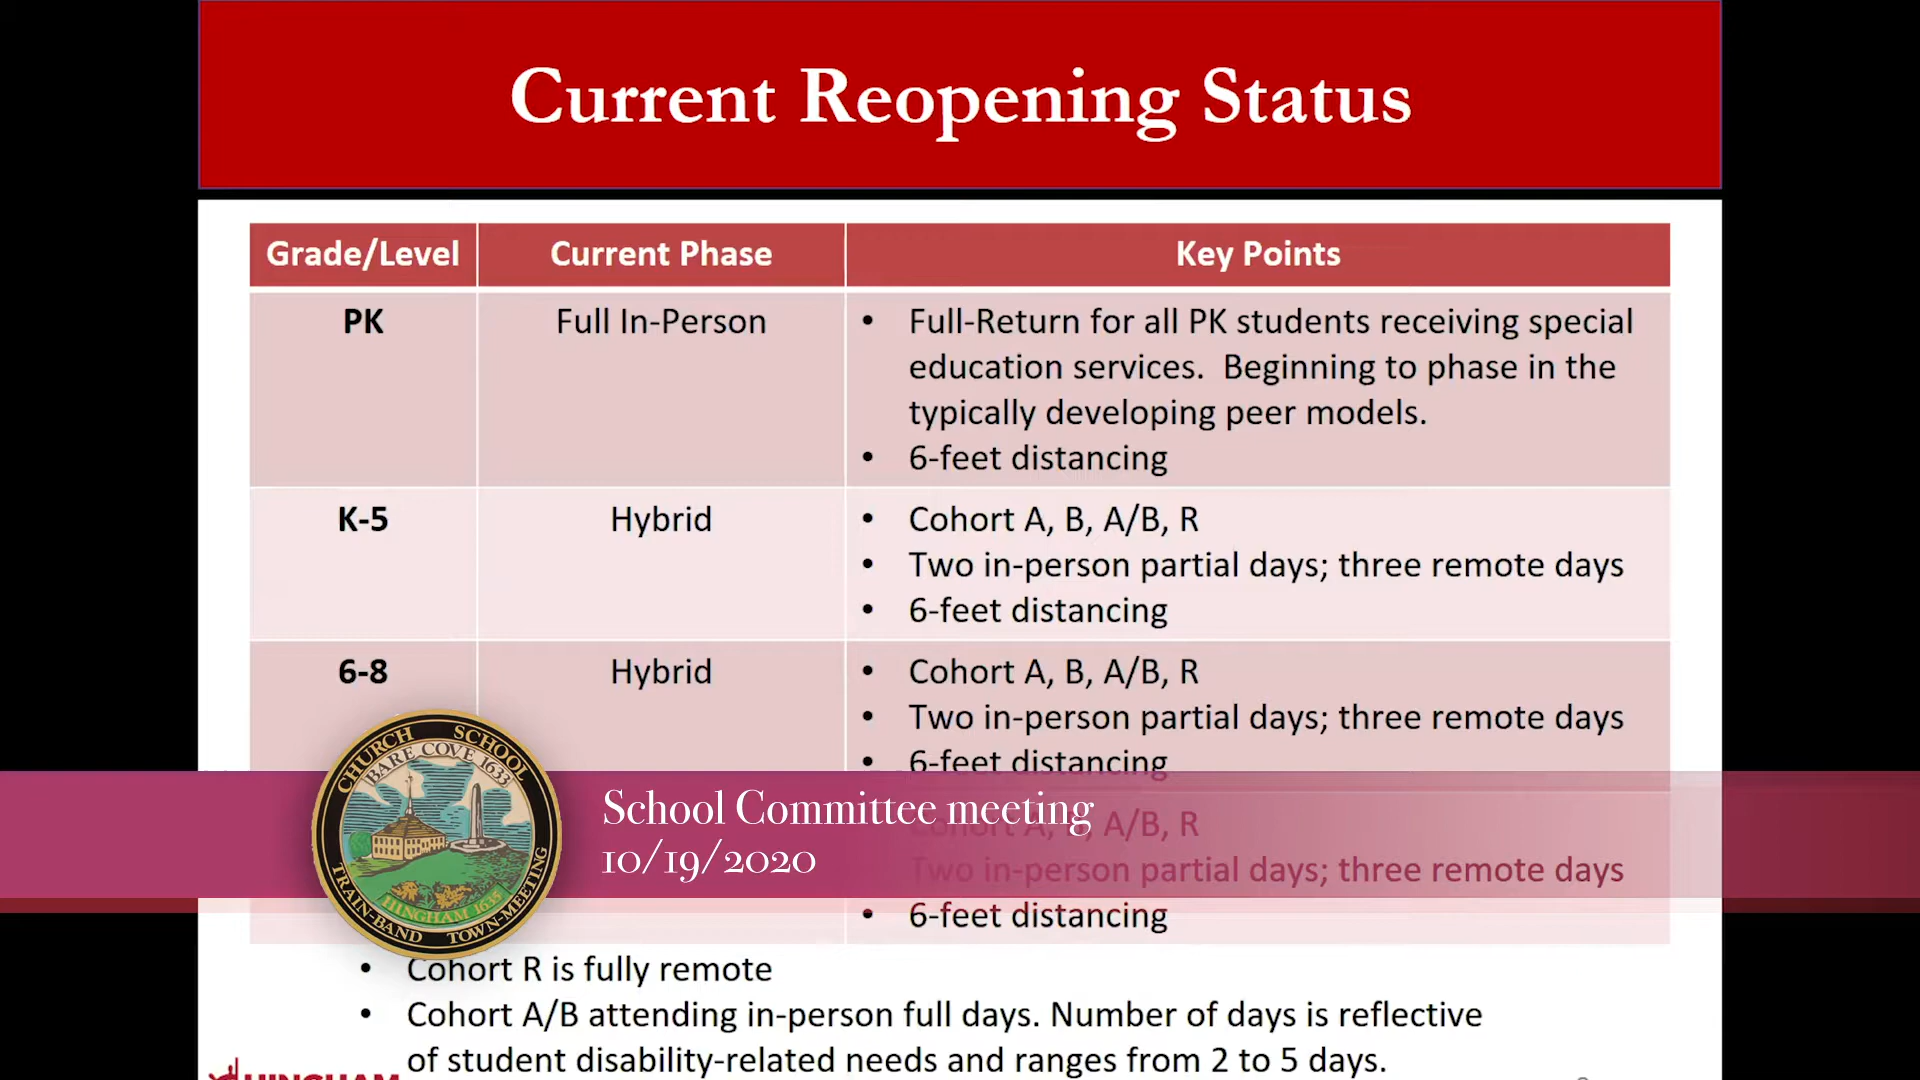 Current Reopening Status
Grade/Level Current Phase Key Points
PK Full In-Person • Full-Return for all PK students receiving special
education services. Beginning to phase in the
typically developing peer models.
• 6-feet distancing
K-5 Hybrid • Cohort A, B, A/B, R
• Two in-person partial days; three remote days
• 6-feet distancing
6-8 Hybrid • Cohort A, B, A/B, R
• Two in-person partial days; three remote days
• 6-feet distancing
Cohort A, B, A/B, R
Two in-person partial days; three remote days
• 6-feet distancing
School Committee meeting
10/19/2020
CHURCH SCHOOL
BARE COVE 1633
HINGHAM 1635
TRAIN-BAND TOWN-MEETING
• Cohort R is fully remote
• Cohort A/B attending in-person full days. Number of days is reflective
of student disability-related needs and ranges from 2 to 5 days.
HINGHAM